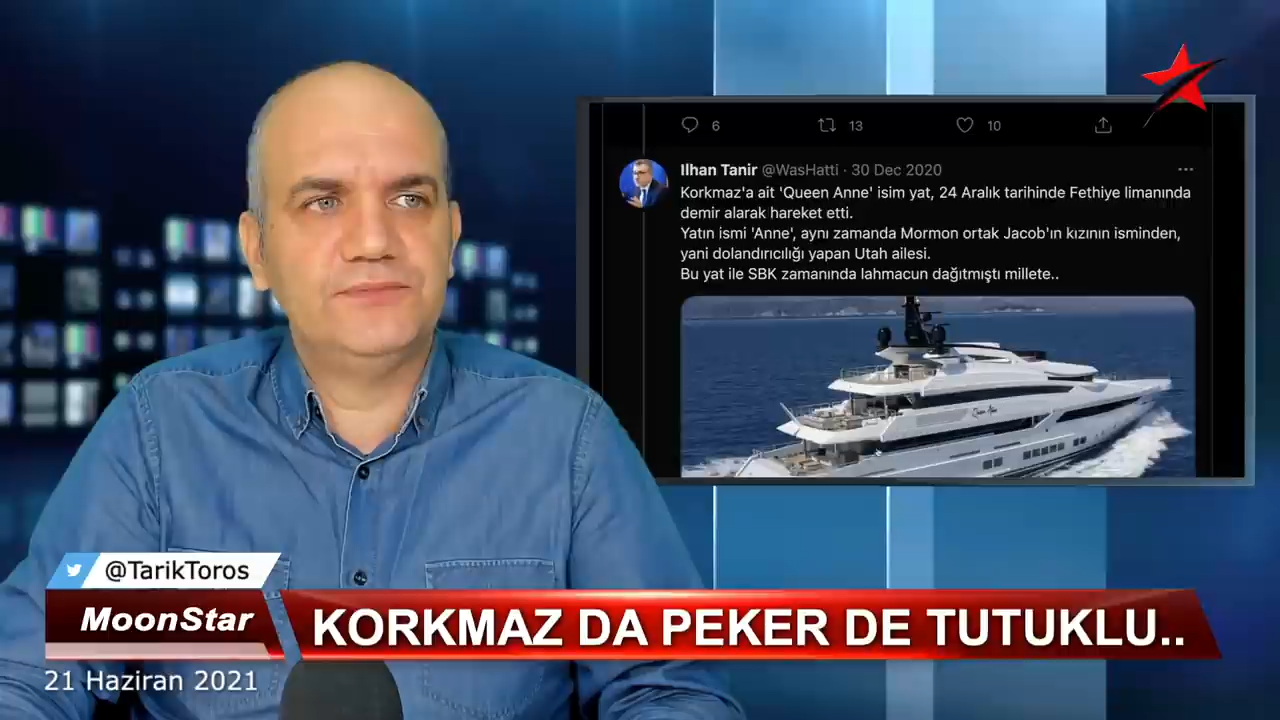 6 13 10
Ilhan Tanir @WasHatti · 30 Dec 2020
Korkmaz'a ait 'Queen Anne' isim yat, 24 Aralık tarihinde Fethiye limanında
demir alarak hareket etti.
Yatın ismi 'Anne', aynı zamanda Mormon ortak Jacob'ın kızının isminden,
yani dolandırıcılığı yapan Utah ailesi.
Bu yat ile SBK zamanında lahmacun dağıtmıştı millete..
Queen Anne
@TarikToros
MoonStar
KORKMAZ DA PEKER DE TUTUKLU..
21 Haziran 2021